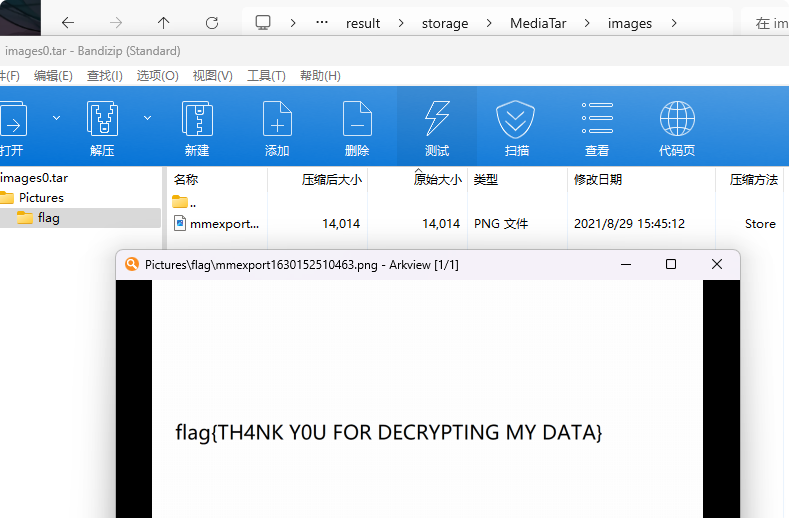 result > storage > MediaTar > images >
在 im
images0.tar - Bandizip (Standard)
件(F) 编辑(E) 查找(I) 选项(O) 视图(V) 工具(T) 帮助(H)
打开 解压 新建 添加 删除 测试 扫描 查看 代码页
images0.tar
Pictures
flag
名称 压缩后大小 原始大小 类型 修改日期 压缩方法
..
mmexport... 14,014 14,014 PNG 文件 2021/8/29 15:45:12 Store
Pictures\flag\mmexport1630152510463.png - Arkview [1/1]
flag{TH4NK Y0U FOR DECRYPTING MY DATA}